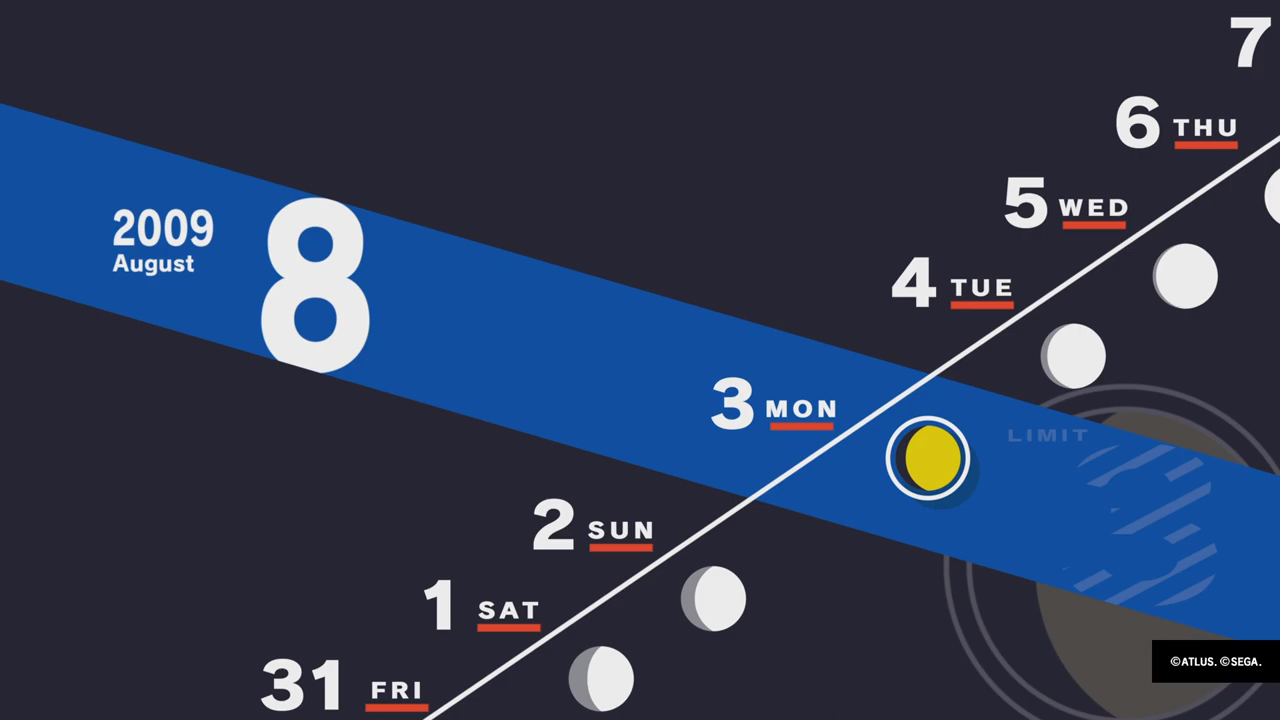 7
6 THU
5 WED
2009
August
8
4 TUE
3 MON
LIMIT
3
2 SUN
1 SAT
31 FRI
©ATLUS. ©SEGA.